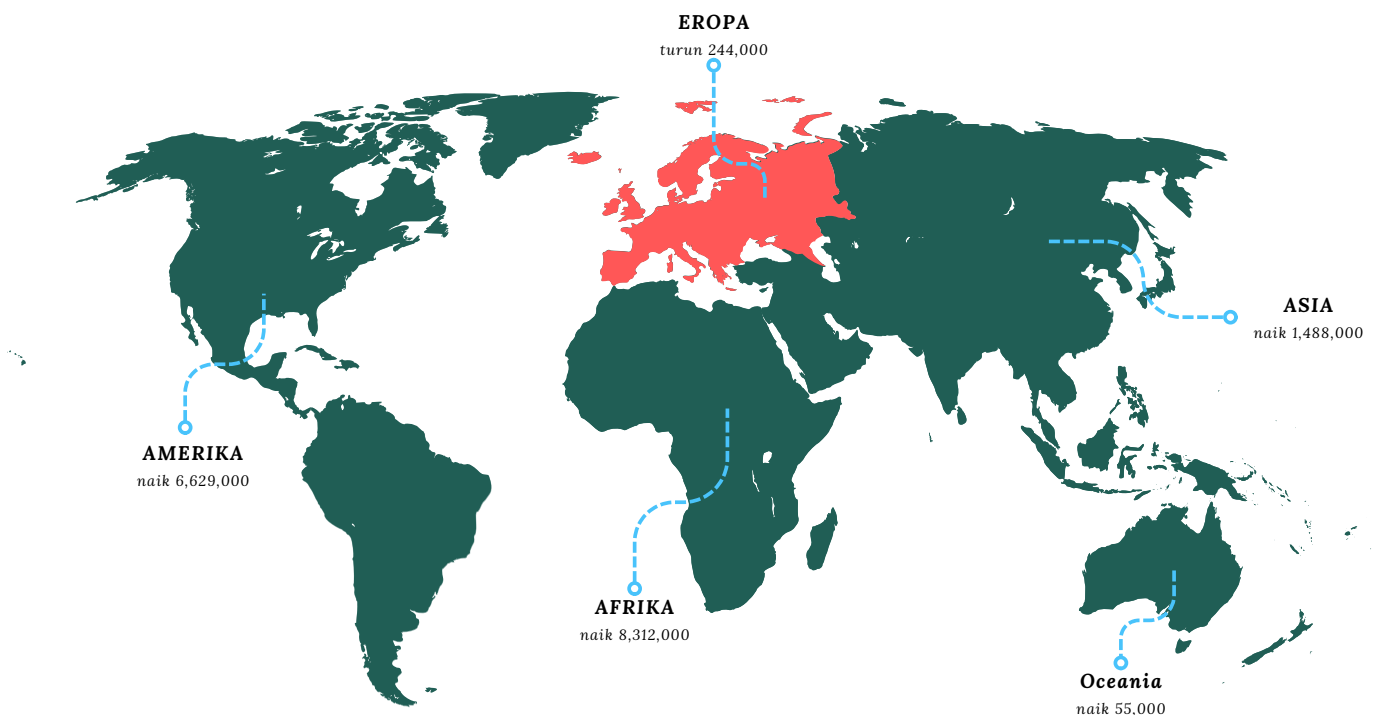 EROPA
turun 244,000
ASIA
naik 1,488,000
AMERIKA
naik 6,629,000
AFRIKA
naik 8,312,000
Oceania
naik 55,000